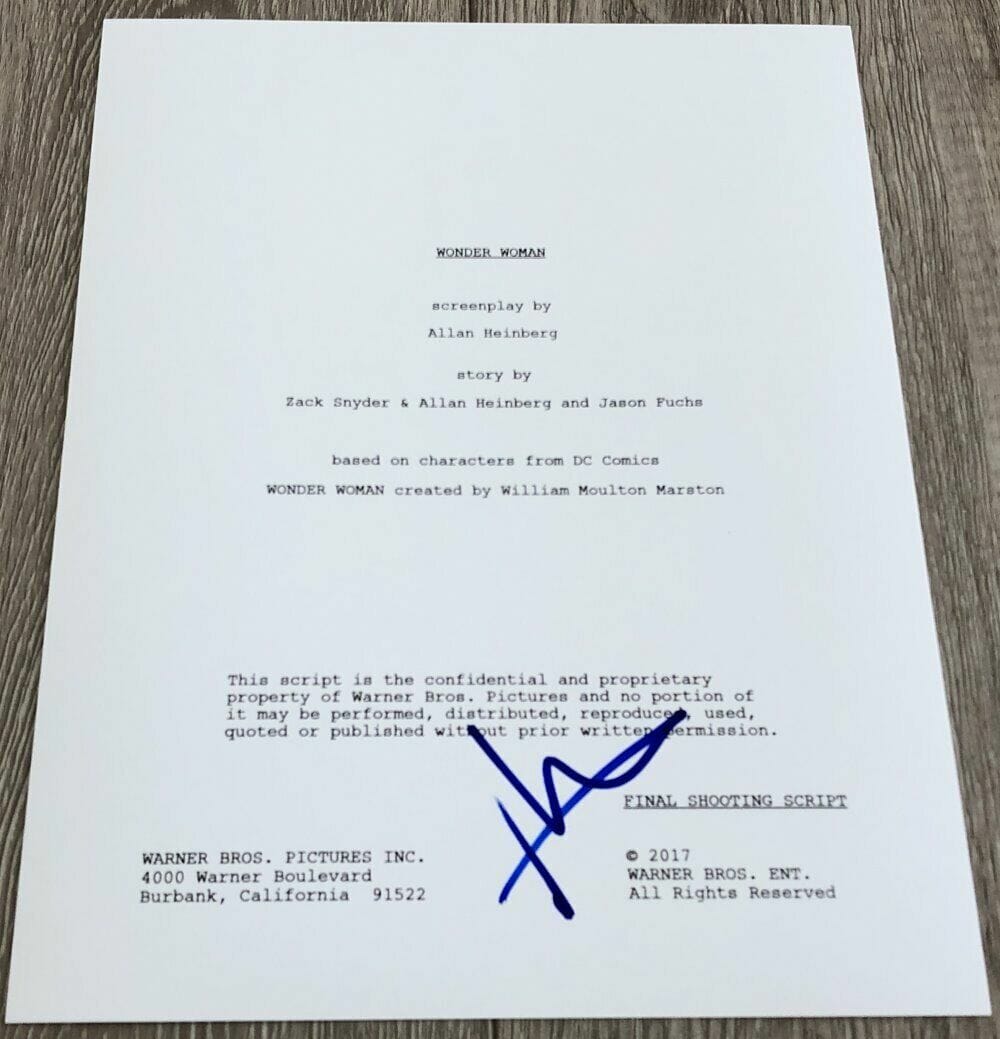 WONDER WOMAN
screenplay by
Allan Heinberg
story by
Zack Snyder & Allan Heinberg and Jason Fuchs
based on characters from DC Comics
WONDER WOMAN created by William Moulton Marston
This script is the confidential and proprietary
property of Warner Bros. Pictures and no portion of
it may be performed, distributed, reproduced, used,
quoted or published without prior written permission.
FINAL SHOOTING SCRIPT
WARNER BROS. PICTURES INC.
4000 Warner Boulevard
Burbank, California 91522
© 2017
WARNER BROS. ENT.
All Rights Reserved